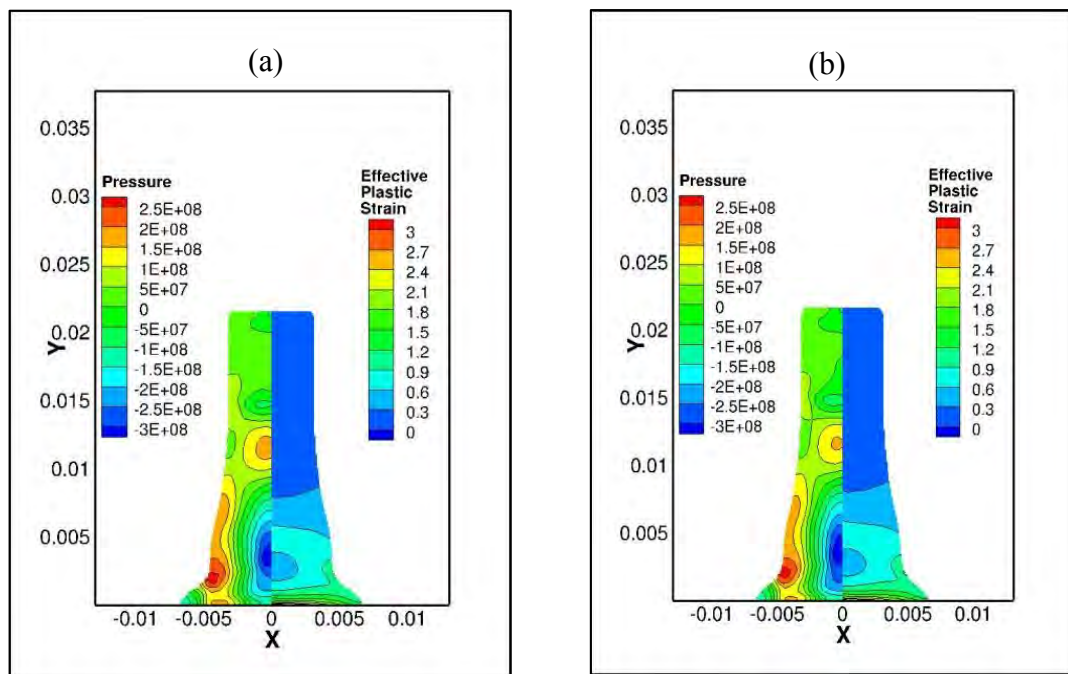 (a)
0.035
0.03
0.025
0.02
0.015
0.01
0.005
Y
Pressure
2.5E+08
2E+08
1.5E+08
1E+08
5E+07
0
-5E+07
-1E+08
-1.5E+08
-2E+08
-2.5E+08
-3E+08
Effective
Plastic
Strain
3
2.7
2.4
2.1
1.8
1.5
1.2
0.9
0.6
0.3
0
-0.01 -0.005 0 0.005 0.01
X
(b)
0.035
0.03
0.025
0.02
0.015
0.01
0.005
Y
Pressure
2.5E+08
2E+08
1.5E+08
1E+08
5E+07
0
-5E+07
-1E+08
-1.5E+08
-2E+08
-2.5E+08
-3E+08
Effective
Plastic
Strain
3
2.7
2.4
2.1
1.8
1.5
1.2
0.9
0.6
0.3
0
-0.01 -0.005 0 0.005 0.01
X